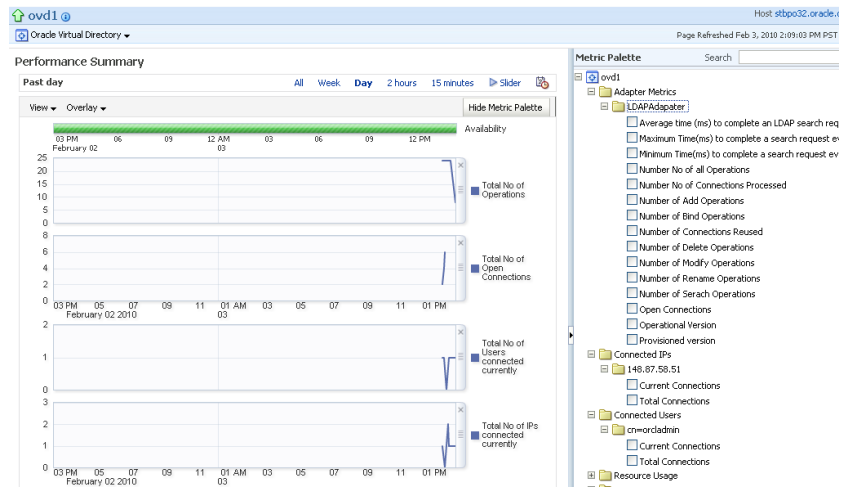 ovd1
Host stbpo32.oracle.
Oracle Virtual Directory
Page Refreshed Feb 3, 2010 2:09:03 PM PST
Performance Summary
Past day
All Week Day 2 hours 15 minutes Slider
View Overlay
Hide Metric Palette
Availability
03 PM 06 09 12 AM 03 06 09 12 PM
February 02 03
25
20
15
10
5
0
Total No of
Operations
8
6
4
2
0
Total No of
Open
Connections
03 PM 05 07 09 11 01 AM 03 05 07 09 11 01 PM
February 02 2010 03
2
1
0
Total No of
Users
connected
currently
3
2
1
0
Total No of IPs
connected
currently
03 PM 05 07 09 11 01 AM 03 05 07 09 11 01 PM
February 02 2010 03
Metric Palette Search
ovd1
Adapter Metrics
LDAPAdapater
Average time (ms) to complete an LDAP search req
Maximum Time(ms) to complete a search request ev
Minimum Time(ms) to complete a search request ev
Number No of all Operations
Number No of Connections Processed
Number of Add Operations
Number of Bind Operations
Number of Connections Reused
Number of Delete Operations
Number of Modify Operations
Number of Rename Operations
Number of Serach Operations
Open Connections
Operational Version
Provisioned version
Connected IPs
148.87.58.51
Current Connections
Total Connections
Connected Users
cn=orcladmin
Current Connections
Total Connections
Resource Usage